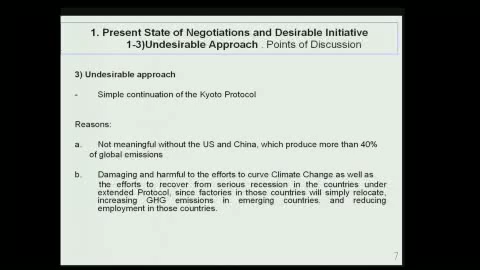 1. Present State of Negotiations and Desirable Initiative
1-3)Undesirable Approach . Points of Discussion
3) Undesirable approach
- Simple continuation of the Kyoto Protocol
Reasons:
a. Not meaningful without the US and China, which produce more than 40%
of global emissions
b. Damaging and harmful to the efforts to curve Climate Change as well as
the efforts to recover from serious recession in the countries under
extended Protocol, since factories in those countries will simply relocate,
increasing GHG emissions in emerging countries. and reducing
employment in those countries.
7